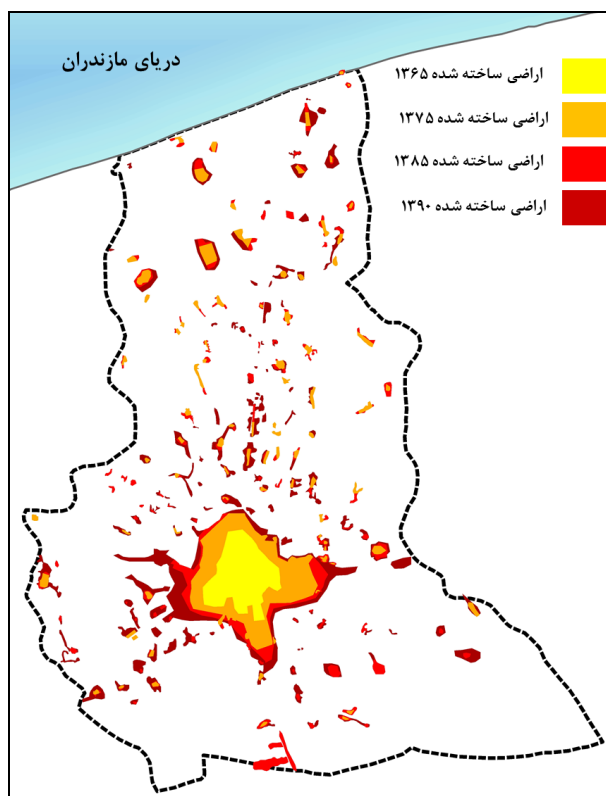 دریای مازندران
اراضی ساخته شده ۱۳۶۵
اراضی ساخته شده ۱۳۷۵
اراضی ساخته شده ۱۳۸۵
اراضی ساخته شده ۱۳۹۰